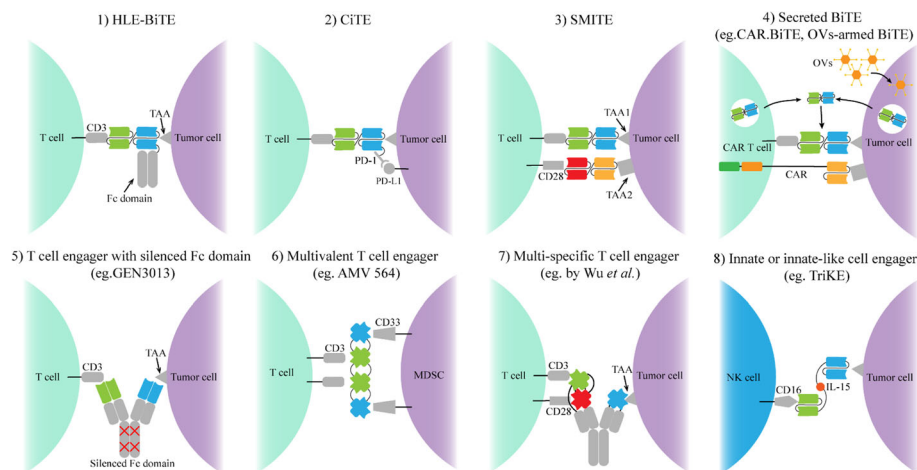 1) HLE-BiTE
TAA
CD3
T cell
Tumor cell
Fc domain
2) CiTE
T cell
Tumor cell
PD-1
PD-L1
3) SMITE
TAA1
T cell
Tumor cell
CD28
TAA2
4) Secreted BiTE
(eg.CAR.BiTE, OVs-armed BiTE)
OVs
CAR T cell
Tumor cell
CAR
5) T cell engager with silenced Fc domain
(eg.GEN3013)
TAA
CD3
T cell
Tumor cell
Silenced Fc domain
6) Multivalent T cell engager
(eg. AMV 564)
CD33
CD3
T cell
MDSC
7) Multi-specific T cell engager
(eg. by Wu et al.)
CD3
TAA
T cell
Tumor cell
CD28
8) Innate or innate-like cell engager
(eg. TriKE)
NK cell
Tumor cell
IL-15
CD16